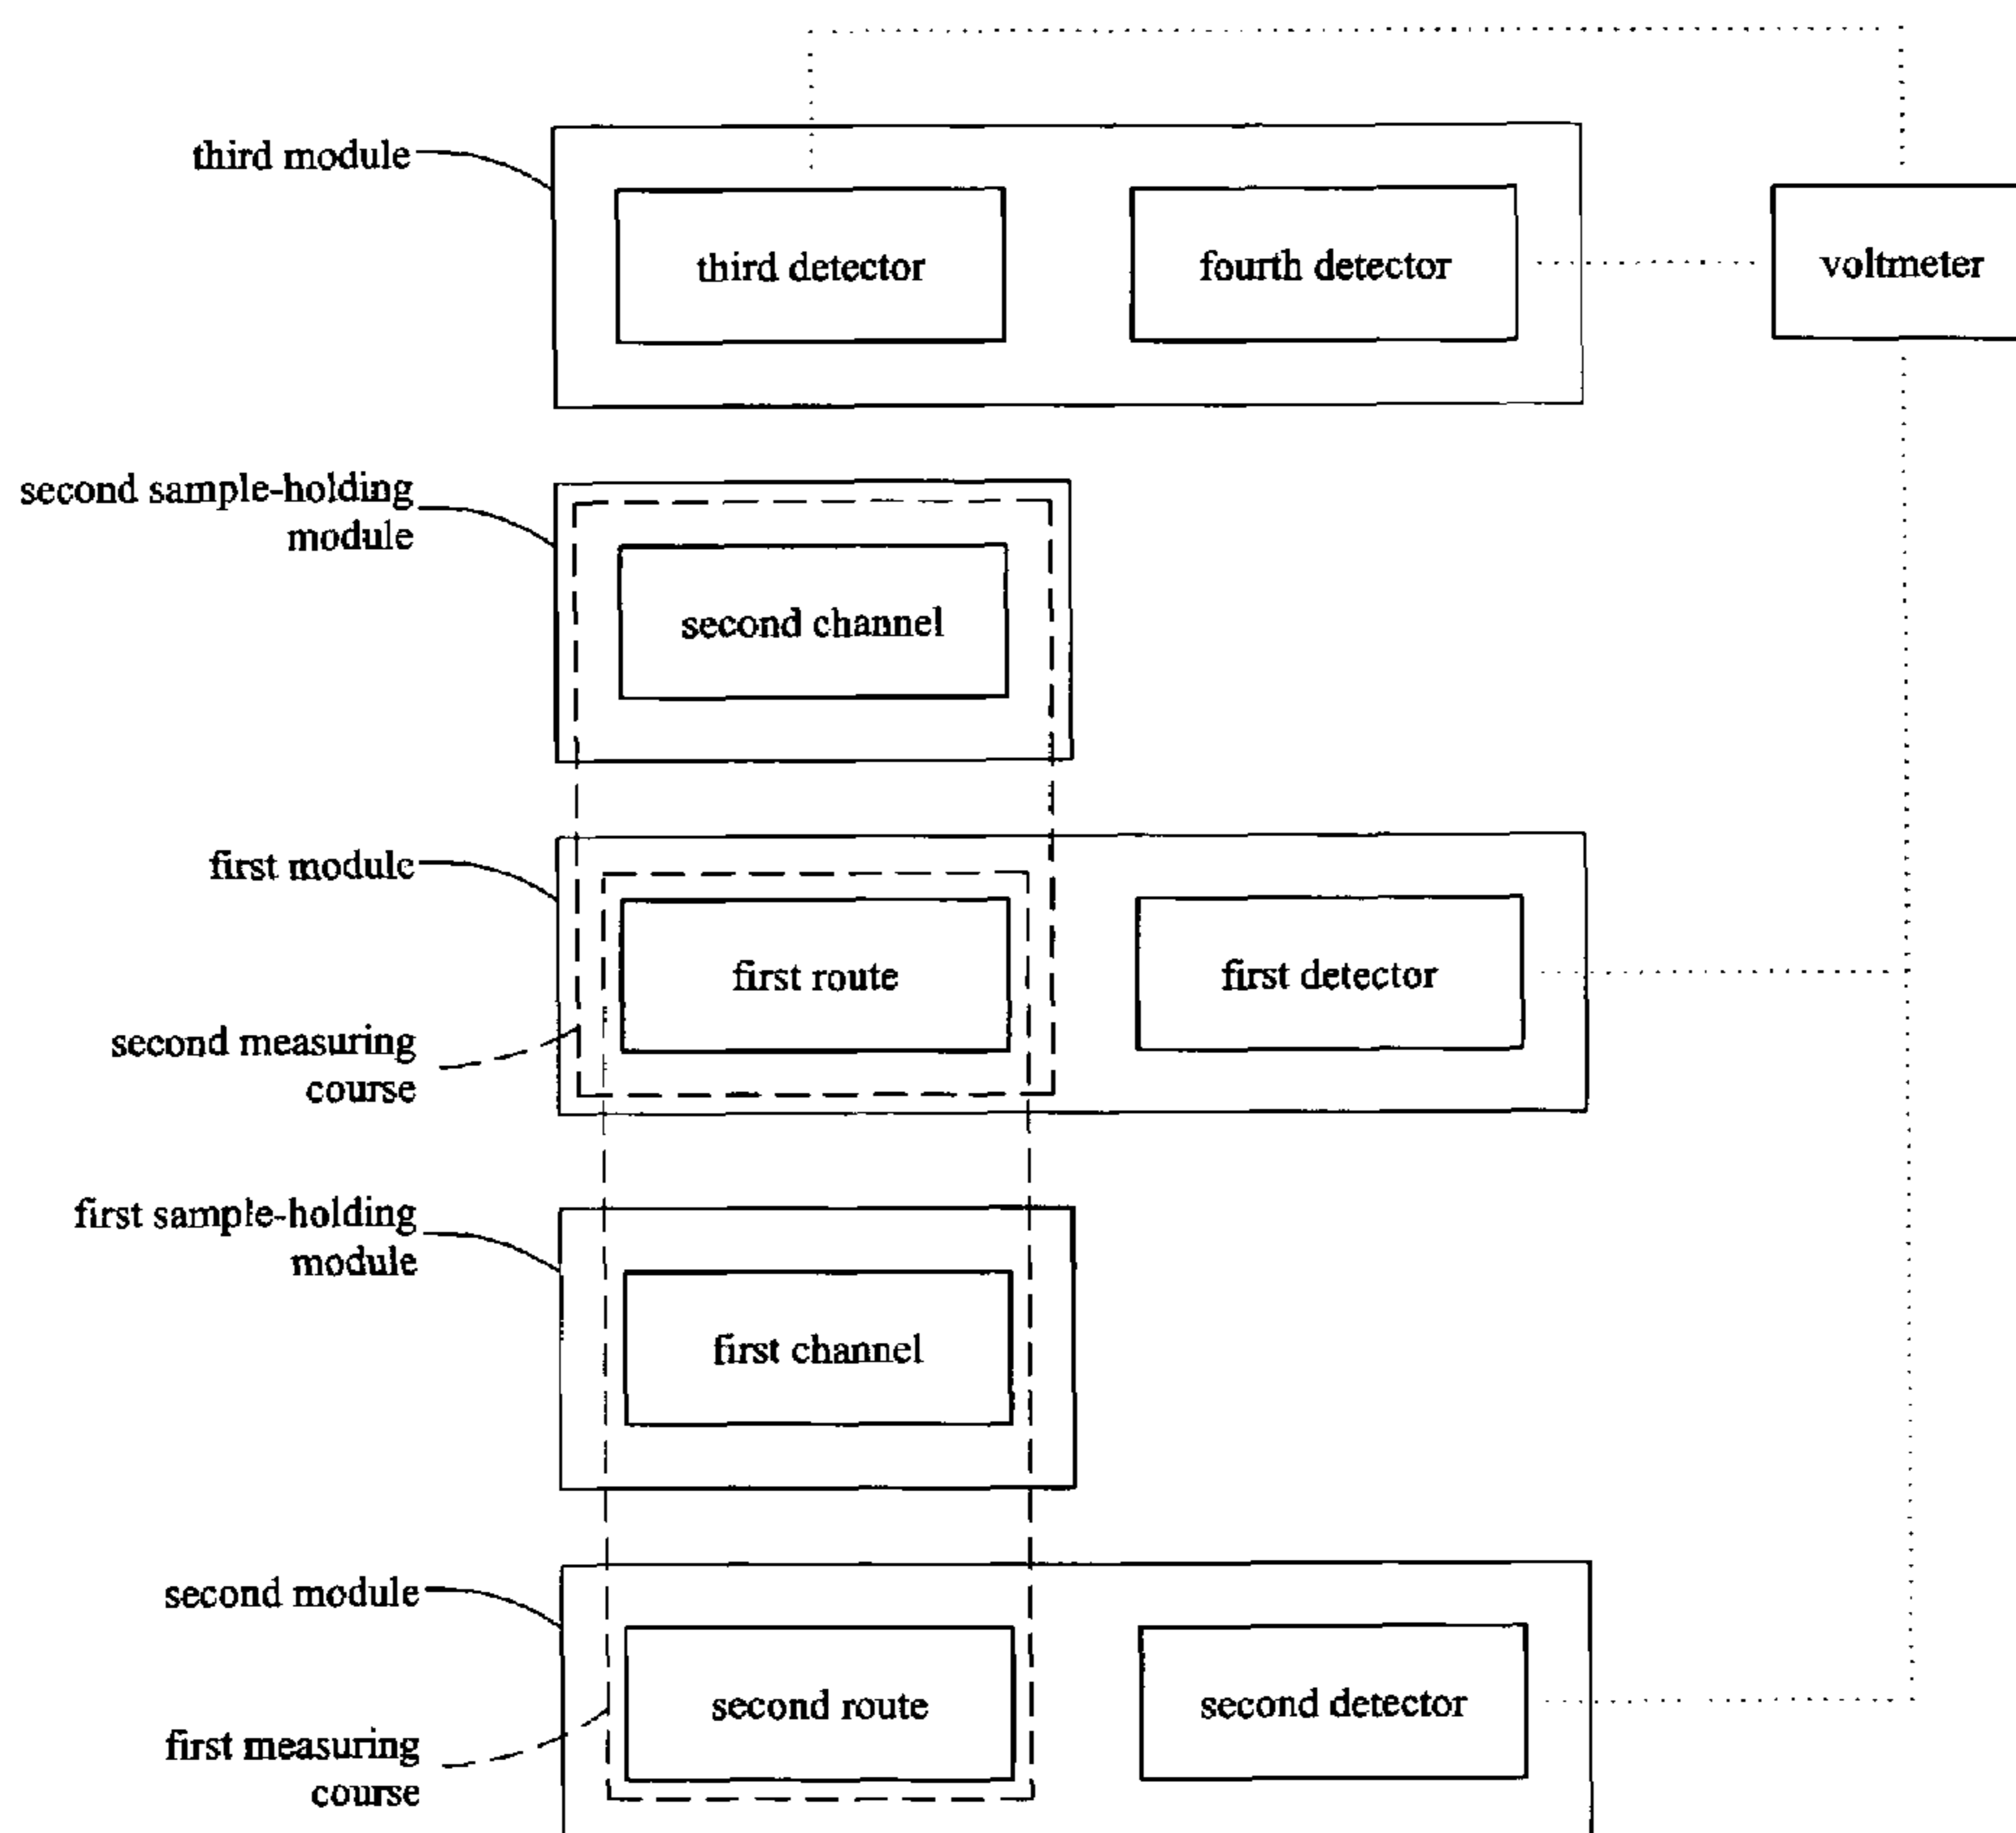 third module
third detector
fourth detector
voltmeter
second sample-holding
module
second channel
first module
first route
first detector
second measuring
course
first sample-holding
module
first channel
second module
second route
second detector
first measuring
course